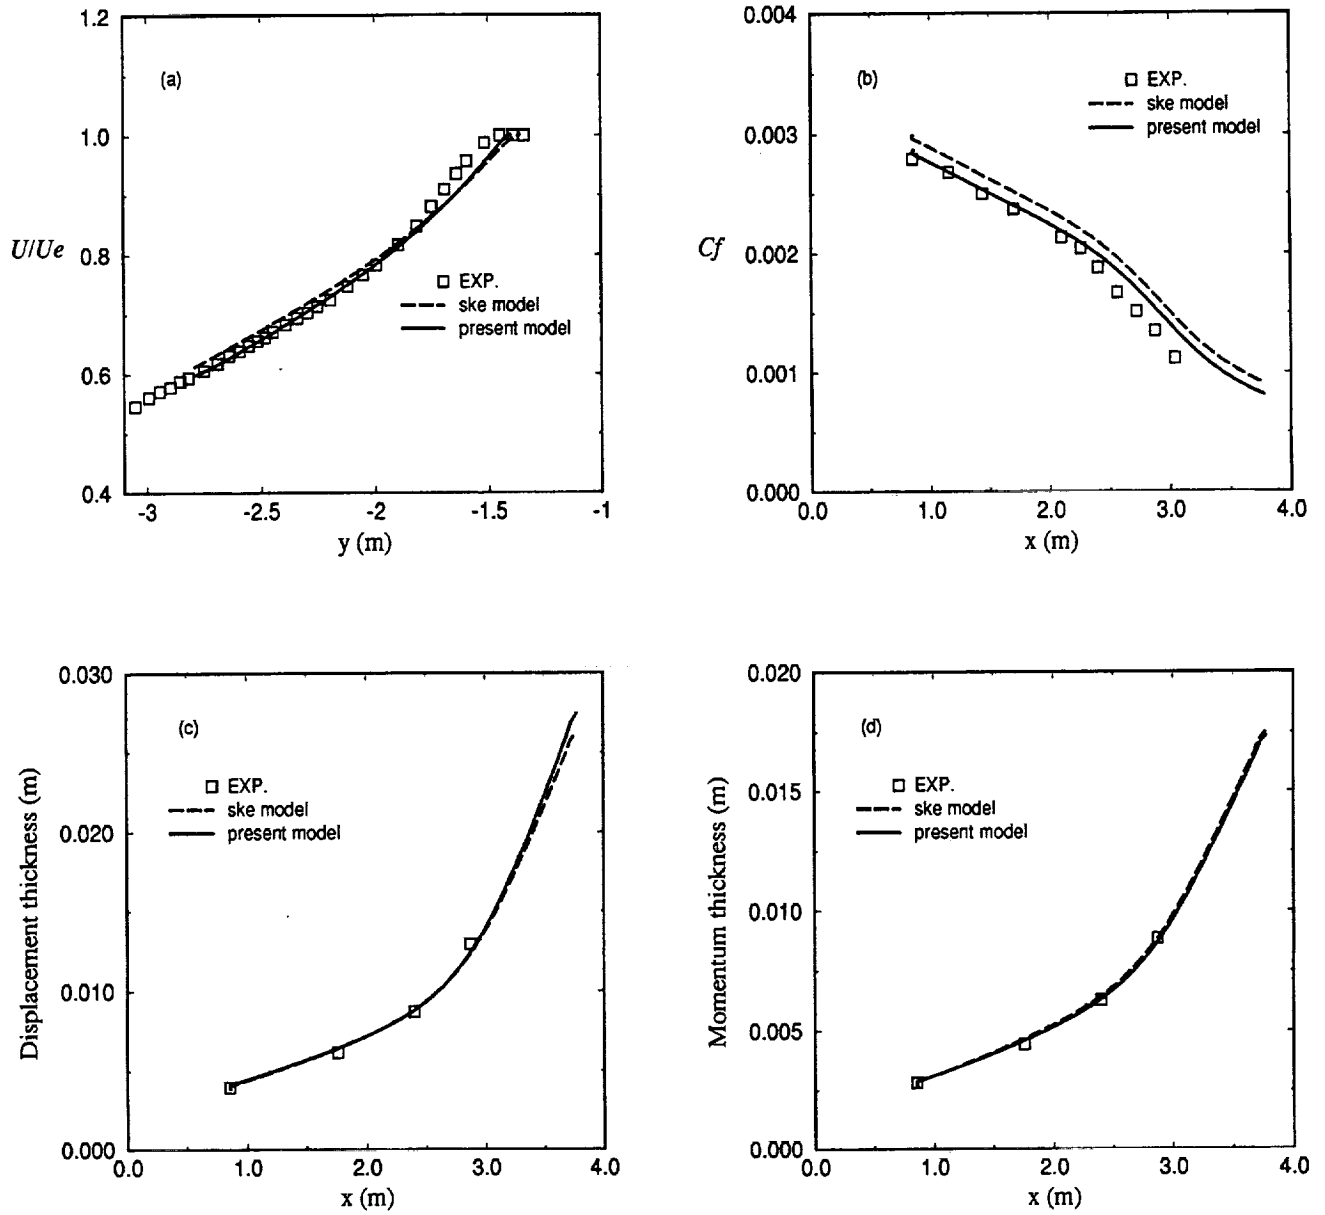 1.2
(a)
1.0
U/Ue
0.8
EXP.
ske model
present model
0.6
0.4
-3 -2.5 -2 -1.5 -1
y (m)
0.004
(b)
EXP.
ske model
present model
0.003
Cf
0.002
0.001
0.000
0.0 1.0 2.0 3.0 4.0
x (m)
0.030
(c)
EXP.
ske model
present model
Displacement thickness (m)
0.020
0.010
0.000
0.0 1.0 2.0 3.0 4.0
x (m)
0.020
(d)
EXP.
ske model
present model
Momentum thickness (m)
0.015
0.010
0.005
0.000
0.0 1.0 2.0 3.0 4.0
x (m)